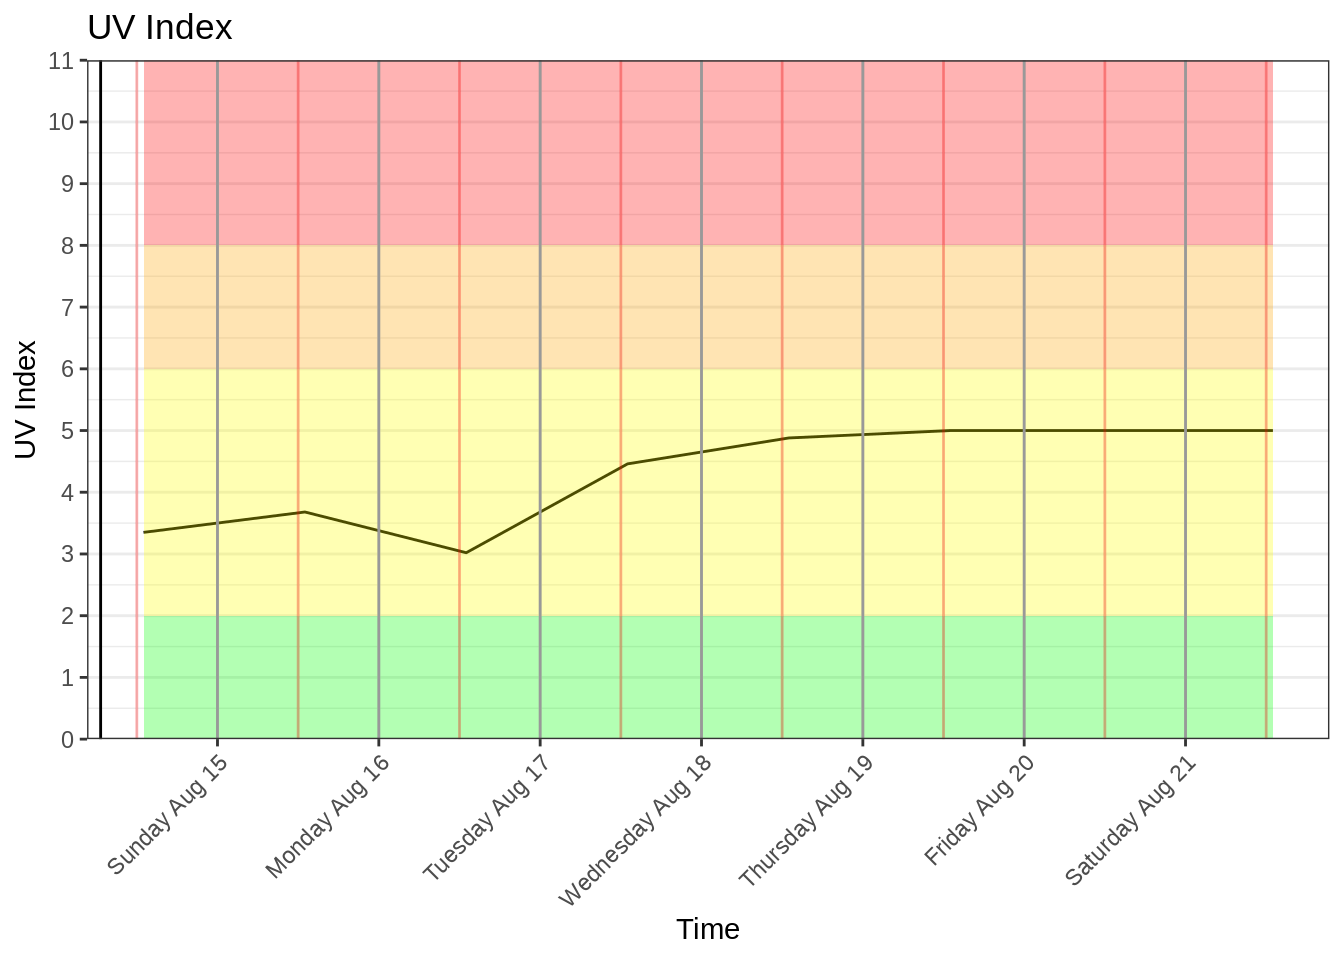 UV Index
11
10
9
8
7
6
5
4
3
2
1
0
UV Index
Sunday Aug 15
Monday Aug 16
Tuesday Aug 17
Wednesday Aug 18
Thursday Aug 19
Friday Aug 20
Saturday Aug 21
Time